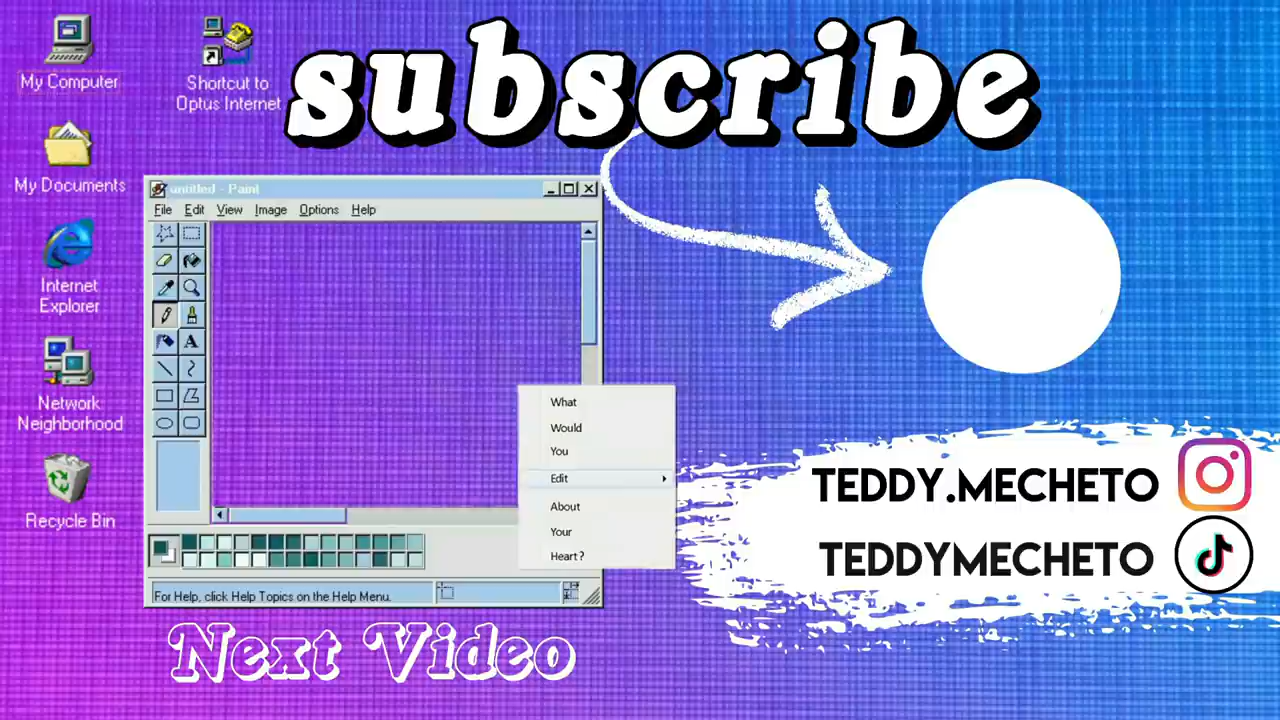 My Computer
Shortcut to
Optus Internet
subscribe
My Documents
untitled - Paint
File Edit View Image Options Help
A
Internet
Explorer
Network
Neighborhood
Recycle Bin
What
Would
You
Edit
About
Your
Heart?
For Help, click Help Topics on the Help Menu.
TEDDY.MECHETO
TEDDYMECHETO
Next Video